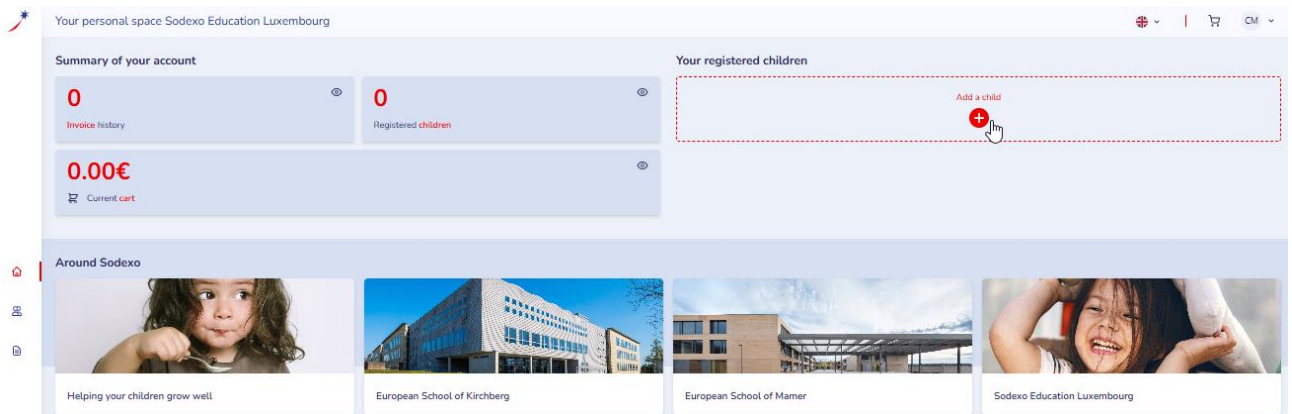 Your personal space Sodexo Education Luxembourg
CM
Summary of your account
0
Invoice history
0
Registered children
0.00€
Current cart
Your registered children
Add a child
Around Sodexo
Helping your children grow well
European School of Kirchberg
European School of Mamer
Sodexo Education Luxembourg